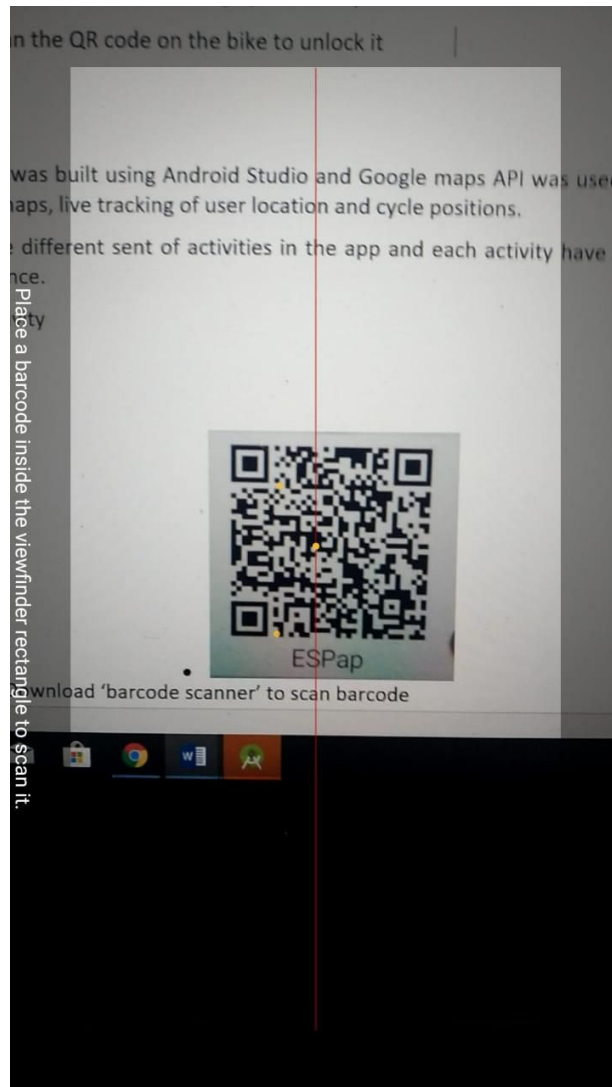 n the QR code on the bike to unlock it
was built using Android Studio and Google maps API was use
aps, live tracking of user location and cycle positions.
different sent of activities in the app and each activity have
nce.
ty
ESPap
ownload ‘barcode scanner’ to scan barcode
W
Place a barcode inside the viewfinder rectangle to scan it.